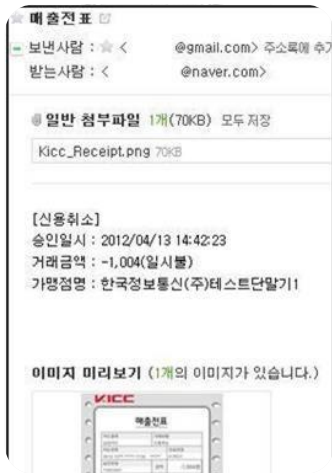 매출전표
보낸사람 : < @gmail.com> 주소록에 추가
받는사람 : < @naver.com>
일반 첨부파일 1개(70KB) 모두 저장
Kicc_Receipt.png 70KB
[신용취소]
승인일시 : 2012/04/13 14:42:23
거래금액 : -1,004(일시불)
가맹점명 : 한국정보통신(주)테스트단말기1
이미지 미리보기 (1개의 이미지가 있습니다.)
KICC
매출전표